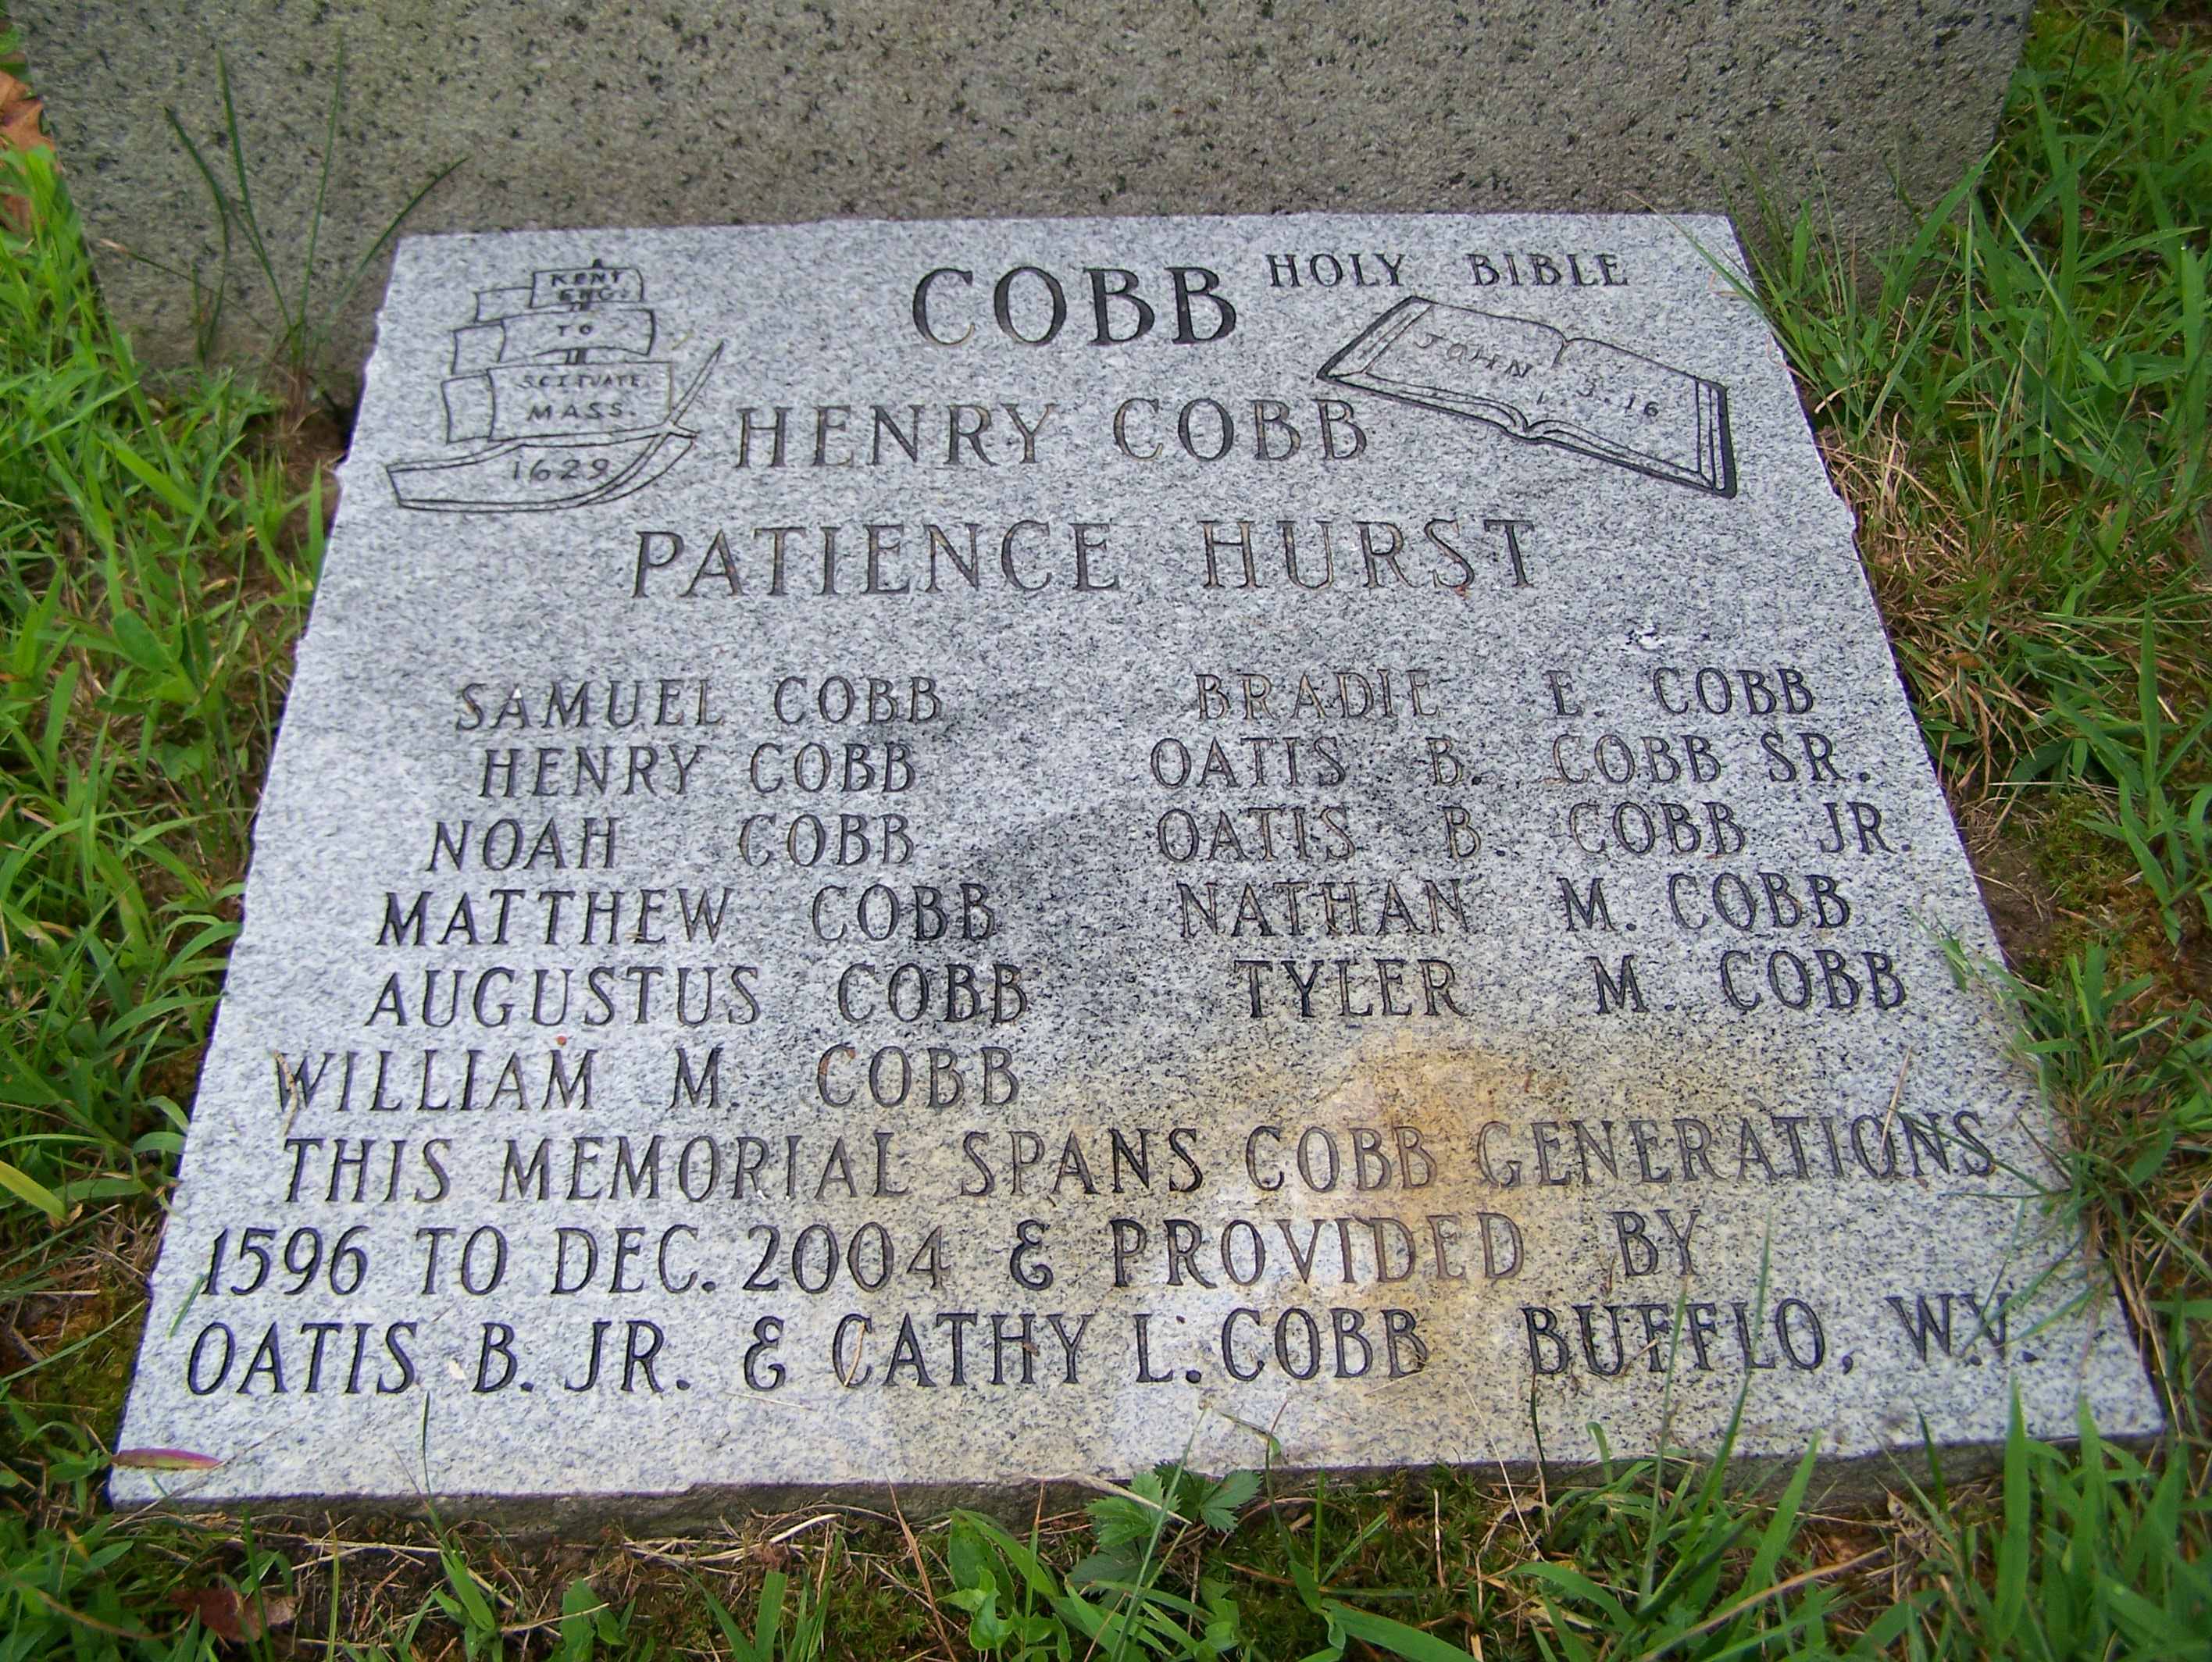 KENT
ENG.
TO
SCITUATE
MASS.
1629
COBB
HOLY BIBLE
JOHN 3-16
HENRY COBB
PATIENCE HURST
SAMUEL COBB
HENRY COBB
NOAH COBB
MATTHEW COBB
AUGUSTUS COBB
WILLIAM M COBB
BRADIE E. COBB
OATIS B. COBB SR.
OATIS B COBB JR.
NATHAN M. COBB
TYLER M. COBB
THIS MEMORIAL SPANS COBB GENERATIONS
1596 TO DEC. 2004 & PROVIDED BY
OATIS B. JR. & CATHY L. COBB BUFFLO, W.V.